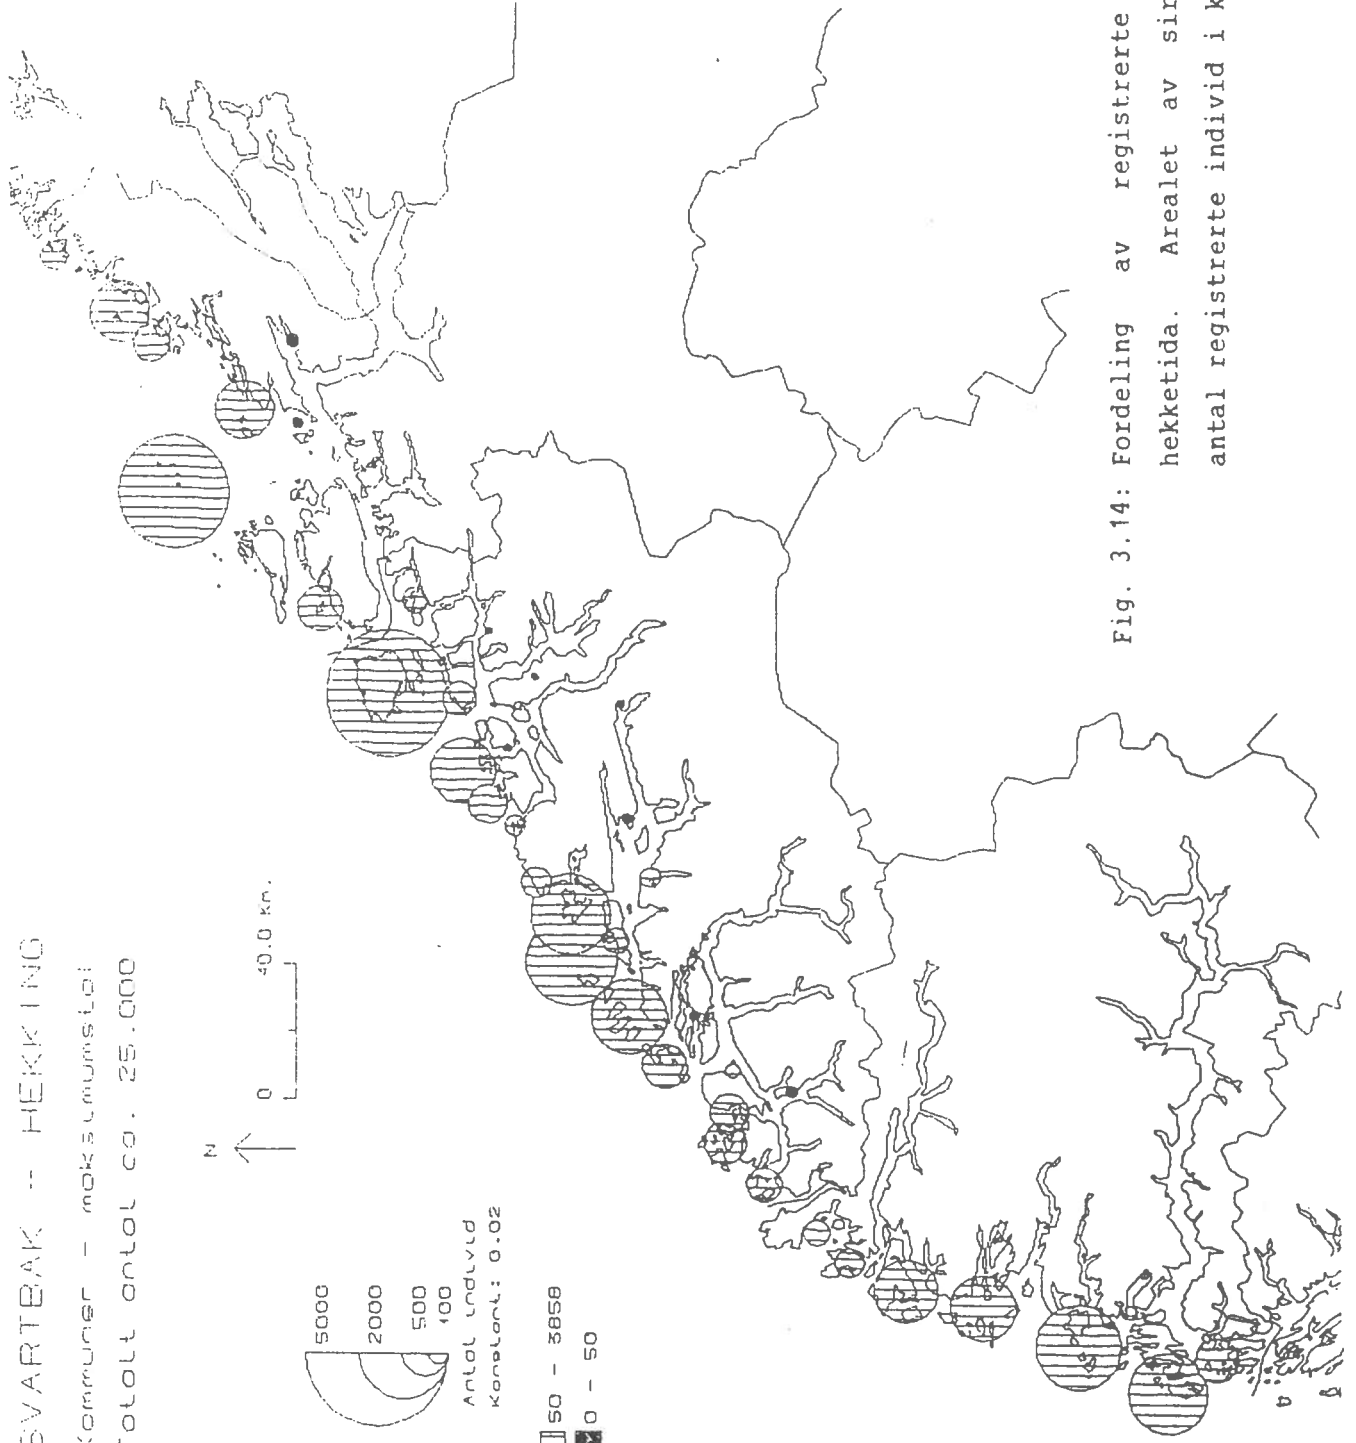 SVARTBAK -- HEKKING
Kommuner - maksimumstal
Totalt antal ca. 25.000
N
0 40.0 Km.
5000
2000
500
100
Antal individ
Konstant: 0.02
50 - 3858
0 - 50
Fig. 3.14: Fordeling av registrerte
hekketida. Arealet av
antal registrerte individ i